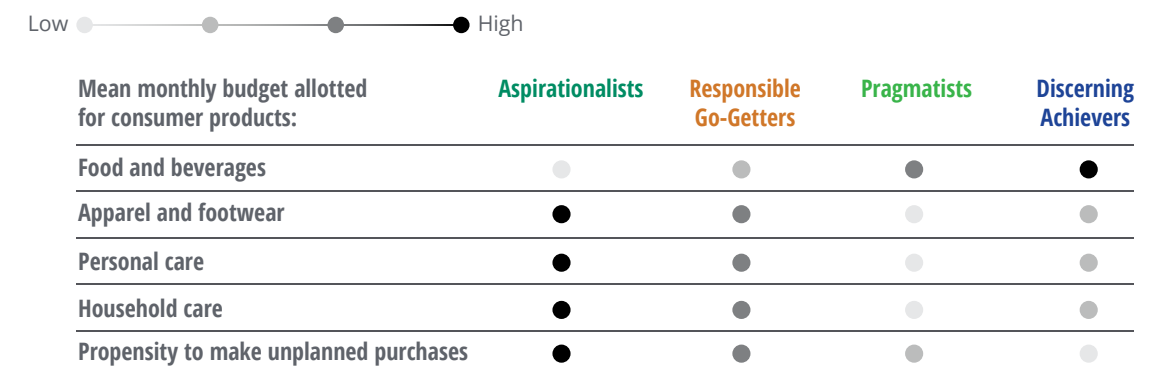 Low High
Mean monthly budget allotted
for consumer products:
Aspirationalists
Responsible
Go-Getters
Pragmatists
Discerning
Achievers
Food and beverages
Apparel and footwear
Personal care
Household care
Propensity to make unplanned purchases